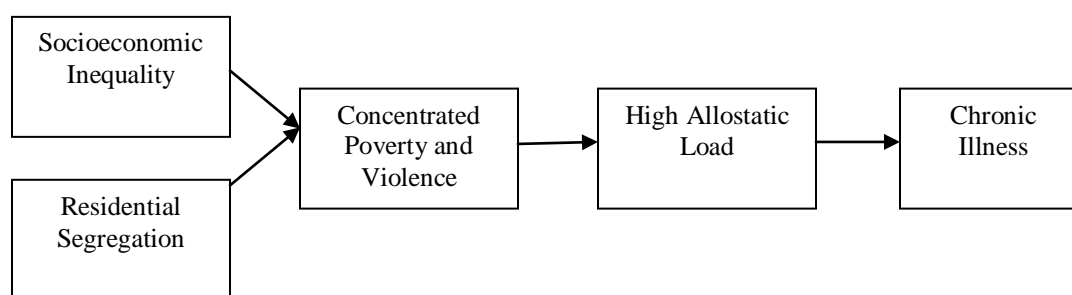 Socioeconomic
Inequality
Residential
Segregation
Concentrated
Poverty and
Violence
High Allostatic
Load
Chronic
Illness